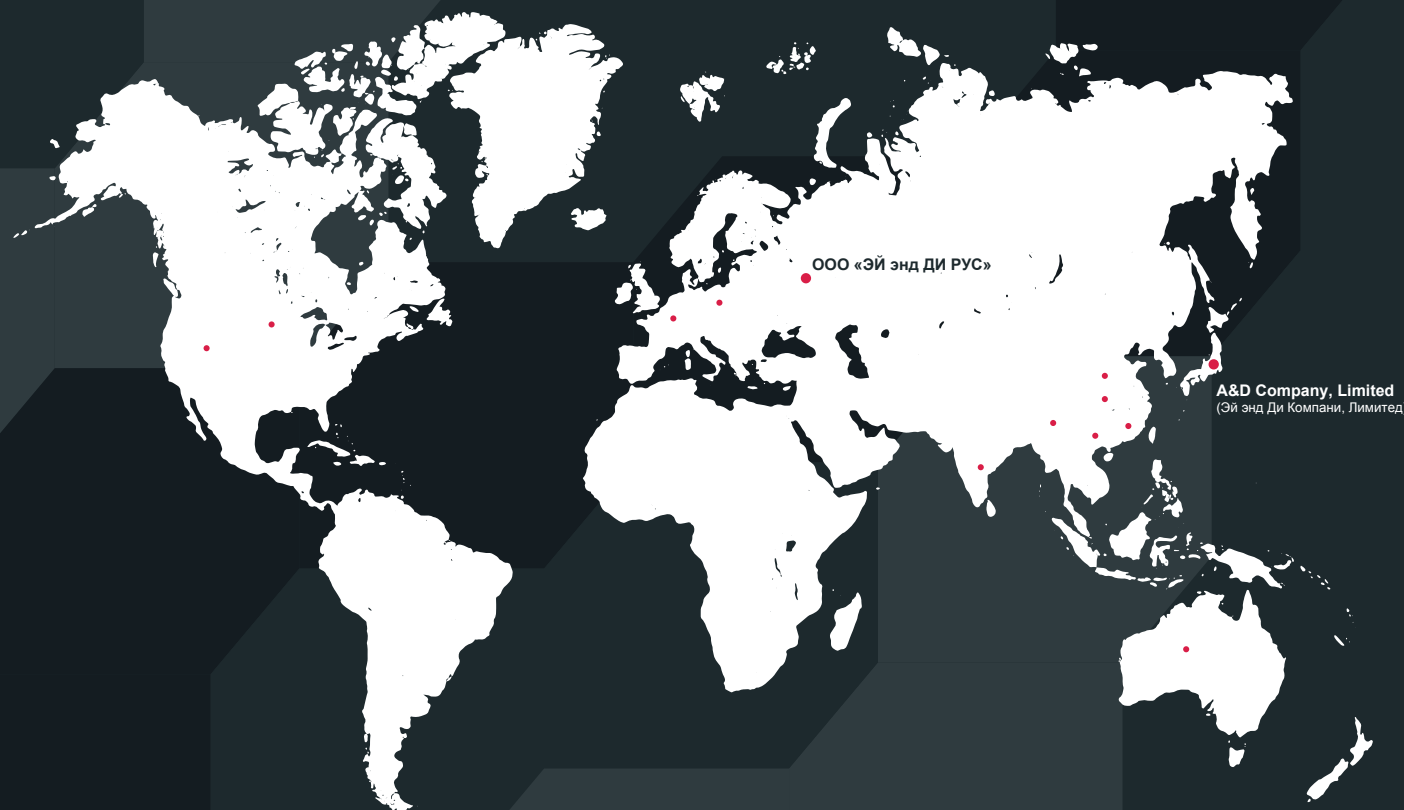 ООО «ЭЙ энд ДИ РУС»
A&D Company, Limited
(Эй энд Ди Компани, Лимитед